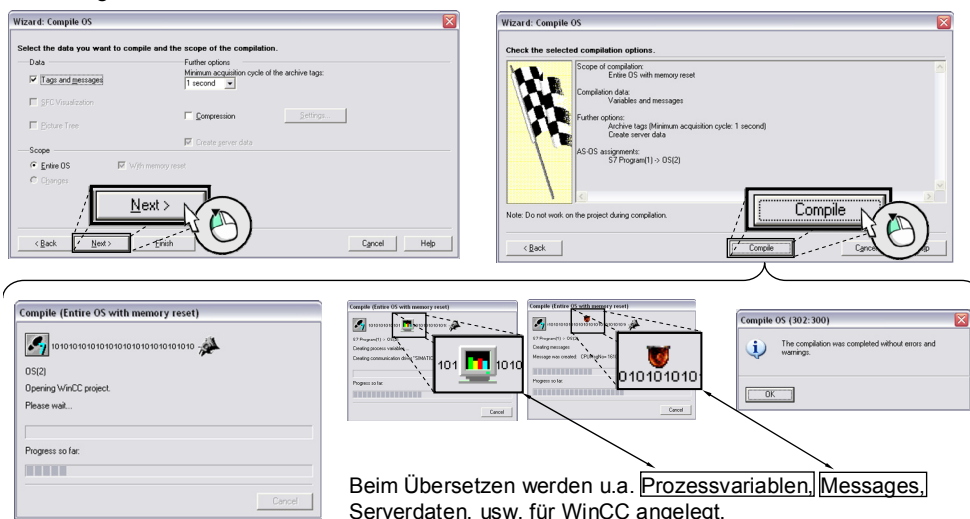 Wizard: Compile OS
Select the data you want to compile and the scope of the compilation.
Data
Further options
Minimum acquisition cycle of the archive tags:
Tags and messages
1 second
SFC Visualization
Compression
Settings...
Picture Tree
Create server data
Scope
Entire OS
With memory reset
Changes
Next >
< Back
Next >
Finish
Cancel
Help
Wizard: Compile OS
Check the selected compilation options.
Scope of compilation:
Entire OS with memory reset
Compilation data:
Variables and messages
Further options:
Archive tags (Minimum acquisition cycle: 1 second)
Create server data
AS-OS assignments:
S7 Program(1) -> OS(2)
Compile
Note: Do not work on the project during compilation.
< Back
Compile
Compile (Entire OS with memory reset)
OS(2)
Opening WinCC project.
Please wait...
Progress so far:
Cancel
Compile (Entire OS with memory reset)
S7 Program(1) -> OS(2)
Creating process variables
Progress so far:
101
1010
Cancel
Compile (Entire OS with memory reset)
Creating messages
Message was created:
Progress so far:
010101010
Cancel
Compile OS (302:300)
The compilation was completed without errors and
warnings.
OK
Beim Übersetzen werden u.a. Prozessvariablen, Messages,
Serverdaten, usw. für WinCC angelegt.